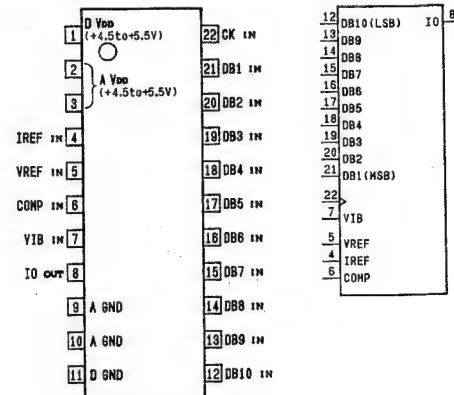 D VDD
(+4.5to+5.5V)
1
22 CK IN
2
A VDD
(+4.5to+5.5V)
21 DB1 IN
3
20 DB2 IN
IREF IN 4
19 DB3 IN
VREF IN 5
18 DB4 IN
COMP IN 6
17 DB5 IN
VIB IN 7
16 DB6 IN
IO OUT 8
15 DB7 IN
9 A GND
14 DB8 IN
10 A GND
13 DB9 IN
11 D GND
12 DB10 IN
12 DB10(LSB) IO 8
13 DB9
14 DB8
15 DB7
16 DB6
17 DB5
18 DB4
19 DB3
20 DB2
21 DB1(MSB)
22
7 VIB
5 VREF
4 IREF
6 COMP